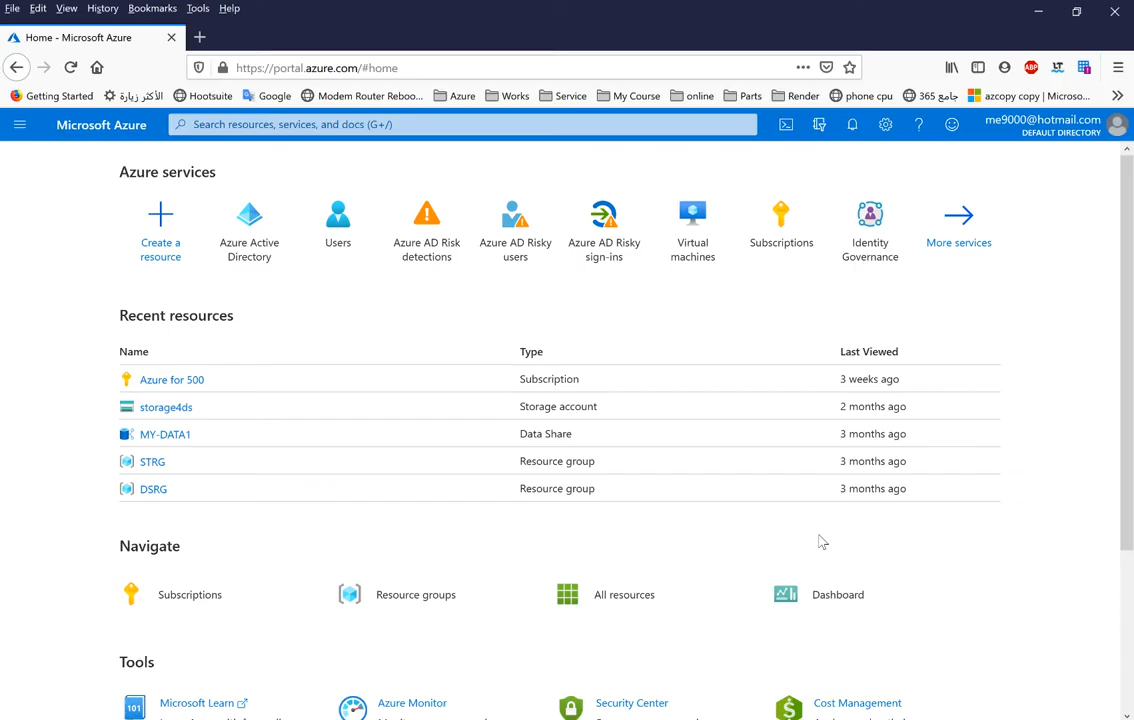 File Edit View History Bookmarks Tools Help
Home - Microsoft Azure
https://portal.azure.com/#home
Getting Started الأكثر زيارة Hootsuite Google Modem Router Reboo... Azure Works Service My Course online Parts Render phone cpu جامع 365 azcopy copy | Microso...
Microsoft Azure Search resources, services, and docs (G+/) me9000@hotmail.com
DEFAULT DIRECTORY
Azure services
Create a resource
Azure Active Directory
Users
Azure AD Risk detections
Azure AD Risky users
Azure AD Risky sign-ins
Virtual machines
Subscriptions
Identity Governance
More services
Recent resources
Name Type Last Viewed
Azure for 500 Subscription 3 weeks ago
storage4ds Storage account 2 months ago
MY-DATA1 Data Share 3 months ago
STRG Resource group 3 months ago
DSRG Resource group 3 months ago
Navigate
Subscriptions Resource groups All resources Dashboard
Tools
101 Microsoft Learn Azure Monitor Security Center Cost Management